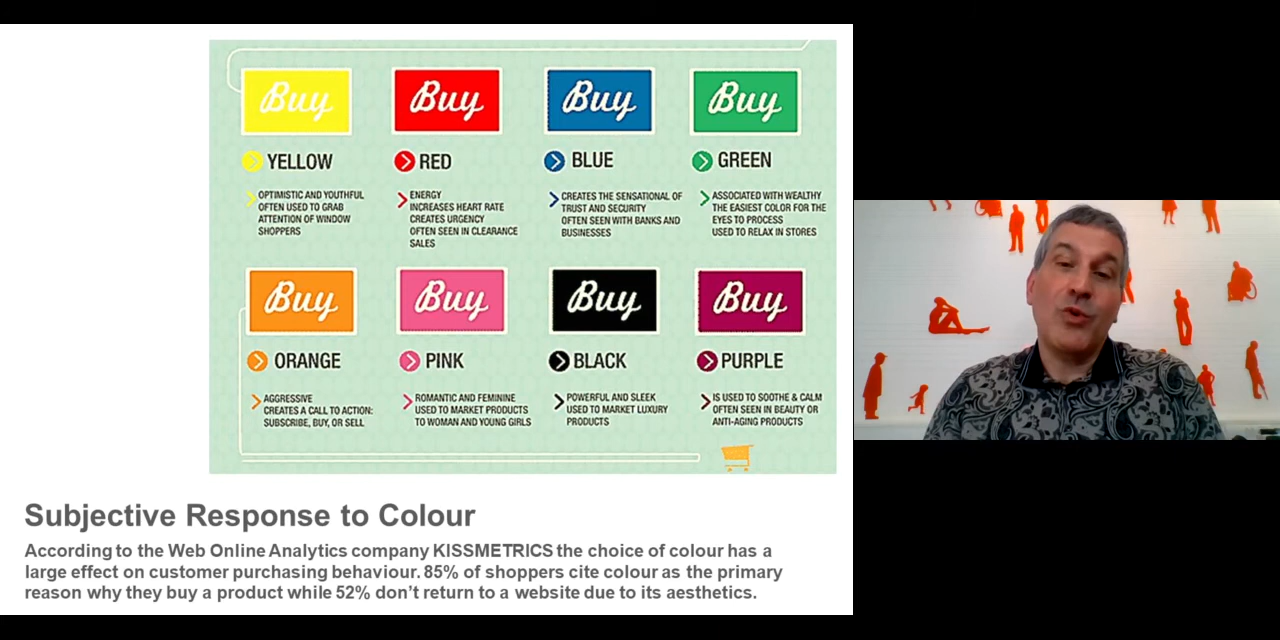 Buy
Buy
Buy
Buy
YELLOW
RED
BLUE
GREEN
OPTIMISTIC AND YOUTHFUL
OFTEN USED TO GRAB
ATTENTION OF WINDOW
SHOPPERS
ENERGY
INCREASES HEART RATE
CREATES URGENCY
OFTEN SEEN IN CLEARANCE
SALES
CREATES THE SENSATIONAL OF
TRUST AND SECURITY
OFTEN SEEN WITH BANKS AND
BUSINESSES
ASSOCIATED WITH WEALTHY
THE EASIEST COLOR FOR THE
EYES TO PROCESS
USED TO RELAX IN STORES
Buy
Buy
Buy
Buy
ORANGE
PINK
BLACK
PURPLE
AGGRESSIVE
CREATES A CALL TO ACTION:
SUBSCRIBE, BUY, OR SELL
ROMANTIC AND FEMININE
USED TO MARKET PRODUCTS
TO WOMAN AND YOUNG GIRLS
POWERFUL AND SLEEK
USED TO MARKET LUXURY
PRODUCTS
IS USED TO SOOTHE & CALM
OFTEN SEEN IN BEAUTY OR
ANTI-AGING PRODUCTS
Subjective Response to Colour
According to the Web Online Analytics company KISSMETRICS the choice of colour has a
large effect on customer purchasing behaviour. 85% of shoppers cite colour as the primary
reason why they buy a product while 52% don’t return to a website due to its aesthetics.